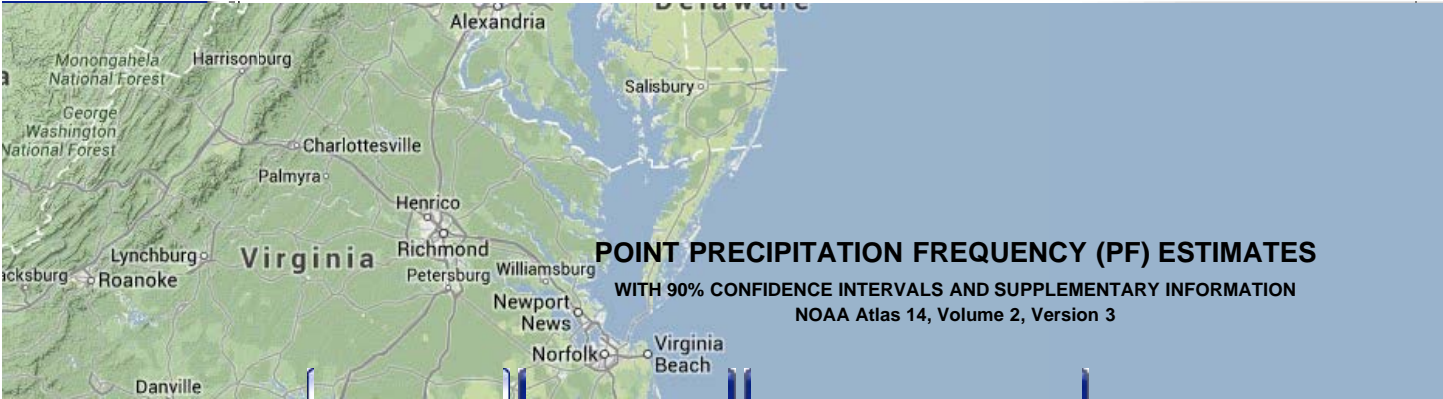 Delaware
Alexandria
Monongahela
National Forest
Harrisonburg
Salisbury
George
Washington
National Forest
Charlottesville
Palmyra
Henrico
Lynchburg
Virginia
Richmond
POINT PRECIPITATION FREQUENCY (PF) ESTIMATES
acksburg
Roanoke
Petersburg
Williamsburg
WITH 90% CONFIDENCE INTERVALS AND SUPPLEMENTARY INFORMATION
Newport
News
NOAA Atlas 14, Volume 2, Version 3
Norfolk
Virginia
Beach
Danville